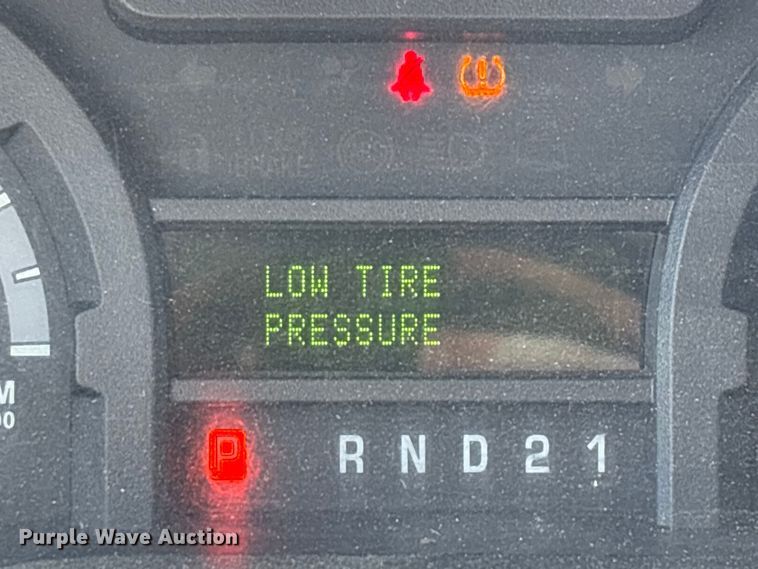 LOW TIRE
PRESSURE
P R N D 2 1
Purple Wave Auction